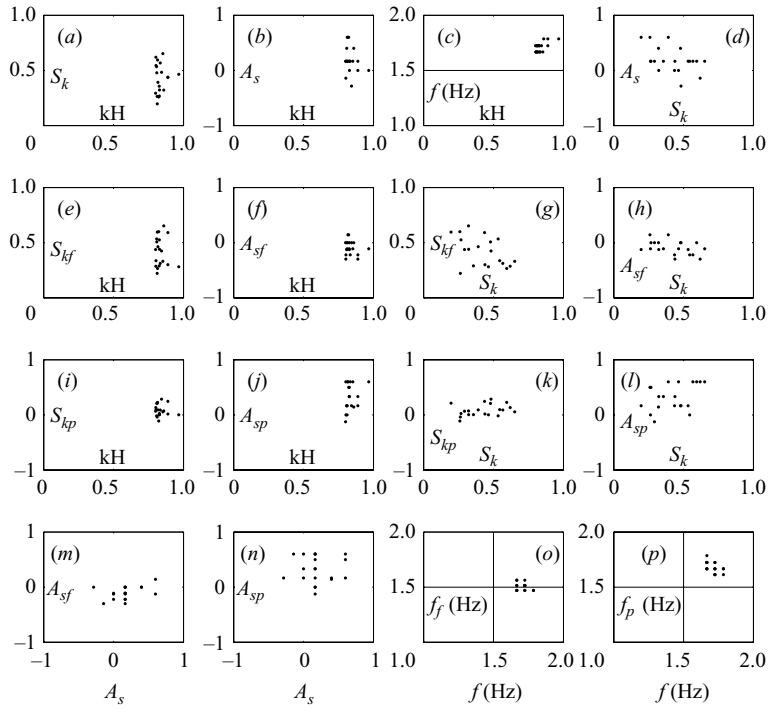 1.0 (a) 1 (b) 2.0 (c) 1 (d)
0.5 S_k 0 A_s 1.5 f (Hz) 0 A_s
kH kH kH S_k
0 –1 1.0 –1
0 0.5 1.0 0 0.5 1.0 0 0.5 1.0 0 0.5 1.0
1.0 (e) 1 (f) 1.0 (g) 1 (h)
0.5 S_kf 0 A_sf 0.5 S_kf 0 A_sf
kH kH S_k S_k
0 –1 0 –1
0 0.5 1.0 0 0.5 1.0 0 0.5 1.0 0 0.5 1.0
1 (i) 1 (j) 1 (k) 1 (l)
0 S_kp 0 A_sp 0 S_kp 0 A_sp
kH kH S_k S_k
–1 –1 –1 –1
0 0.5 1.0 0 0.5 1.0 0 0.5 1.0 0 0.5 1.0
1 (m) 1 (n) 2.0 (o) 2.0 (p)
0 A_sf 0 A_sp 1.5 f_f (Hz) 1.5 f_p (Hz)
–1 –1
–1 0 1 –1 0 1 1.0 1.5 2.0 1.0 1.5 2.0
A_s A_s f (Hz) f (Hz)